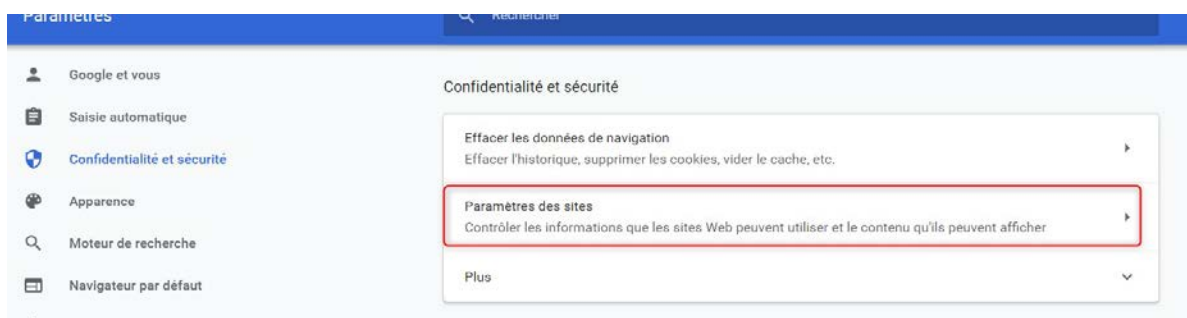 Paramètres
Rechercher
Google et vous
Saisie automatique
Confidentialité et sécurité
Apparence
Moteur de recherche
Navigateur par défaut
Confidentialité et sécurité
Effacer les données de navigation
Effacer l'historique, supprimer les cookies, vider le cache, etc.
Paramètres des sites
Contrôler les informations que les sites Web peuvent utiliser et le contenu qu'ils peuvent afficher
Plus